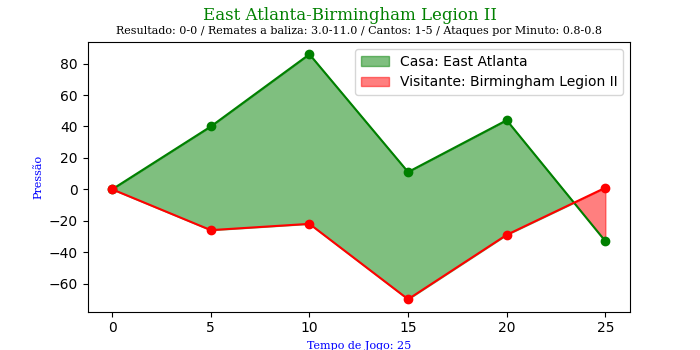 East Atlanta-Birmingham Legion II
Resultado: 0-0 / Remates a baliza: 3.0-11.0 / Cantos: 1-5 / Ataques por Minuto: 0.8-0.8
Casa: East Atlanta
Visitante: Birmingham Legion II
Pressão
80
60
40
20
0
−20
−40
−60
0 5 10 15 20 25
Tempo de Jogo: 25